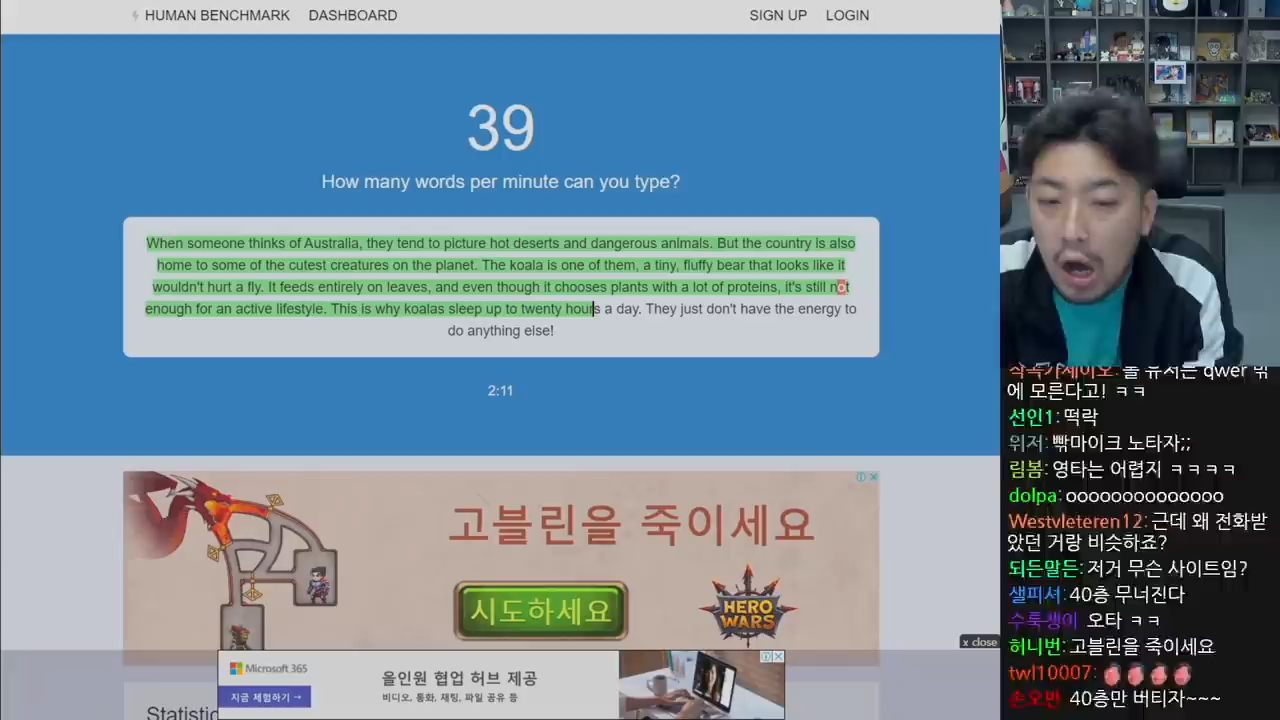 HUMAN BENCHMARK DASHBOARD SIGN UP LOGIN
39
How many words per minute can you type?
When someone thinks of Australia, they tend to picture hot deserts and dangerous animals. But the country is also
home to some of the cutest creatures on the planet. The koala is one of them, a tiny, fluffy bear that looks like it
wouldn't hurt a fly. It feeds entirely on leaves, and even though it chooses plants with a lot of proteins, it's still not
enough for an active lifestyle. This is why koalas sleep up to twenty hours a day. They just don't have the energy to
do anything else!
2:11
고블린을 죽이세요
시도하세요
HERO
WARS
x close
Microsoft 365
지금 체험하기 →
올인원 협업 허브 제공
비디오, 통화, 채팅, 파일 공유 등
Statistic
롤 유저는 qwer 밖
에 모른다고! ㅋㅋ
선인1: 떡락
위저: 빢마이크 노타자;;
림봄: 영타는 어렵지 ㅋㅋㅋㅋ
dolpa: oooooooooooooo
Westvleteren12: 근데 왜 전화받
았던 거랑 비슷하죠?
되든말든: 저거 무슨 사이트임?
샐피셔: 40층 무너진다
오타 ㅋㅋ
허니번: 고블린을 죽이세요
twl10007:
손오반 40층만 버티자~~~